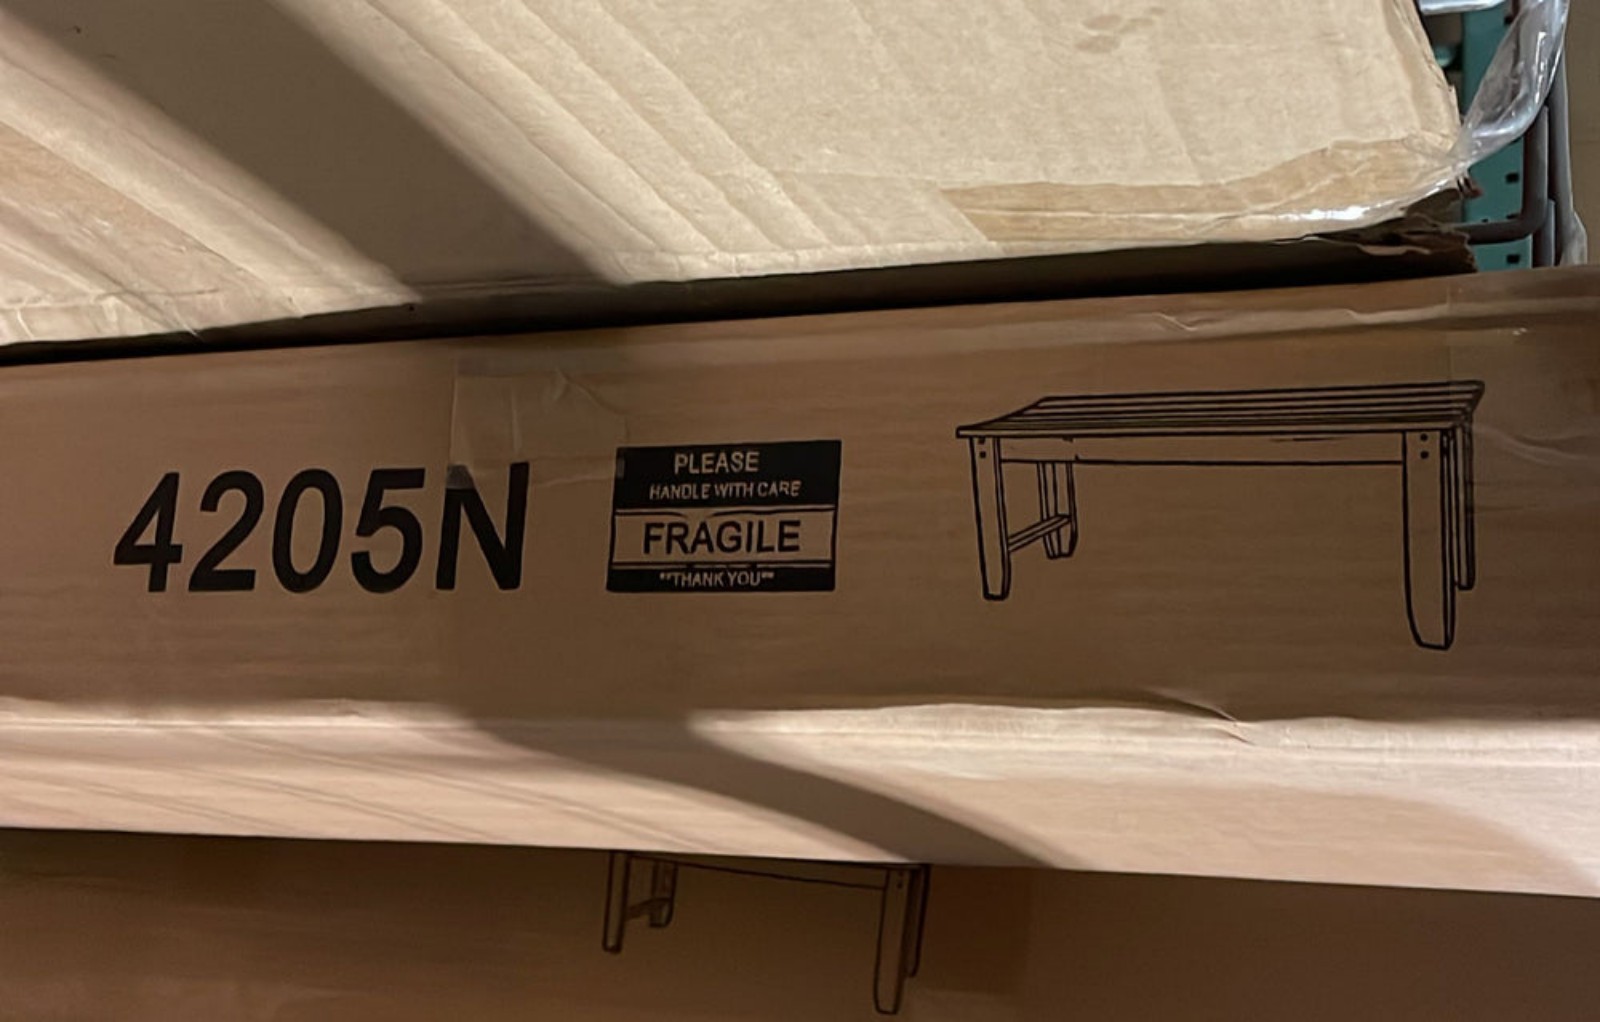 4205N
PLEASE
HANDLE WITH CARE
FRAGILE
"THANK YOU"